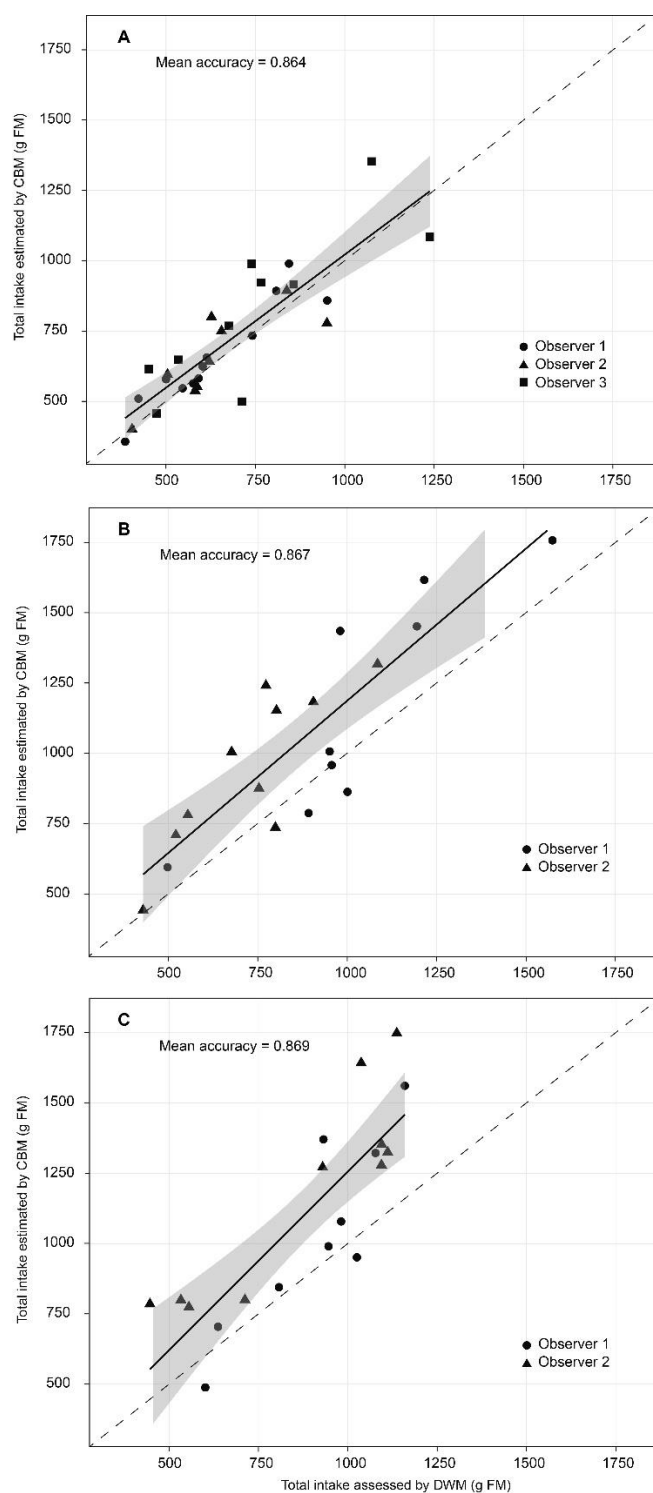 A
Mean accuracy = 0.864
1750
1500
1250
1000
750
500
Total intake estimated by CBM (g FM)
Observer 1
Observer 2
Observer 3
500 750 1000 1250 1500 1750
B
Mean accuracy = 0.867
1750
1500
1250
1000
750
500
Total intake estimated by CBM (g FM)
Observer 1
Observer 2
500 750 1000 1250 1500 1750
C
Mean accuracy = 0.869
1750
1500
1250
1000
750
500
Total intake estimated by CBM (g FM)
Observer 1
Observer 2
500 750 1000 1250 1500 1750
Total intake assessed by DWM (g FM)